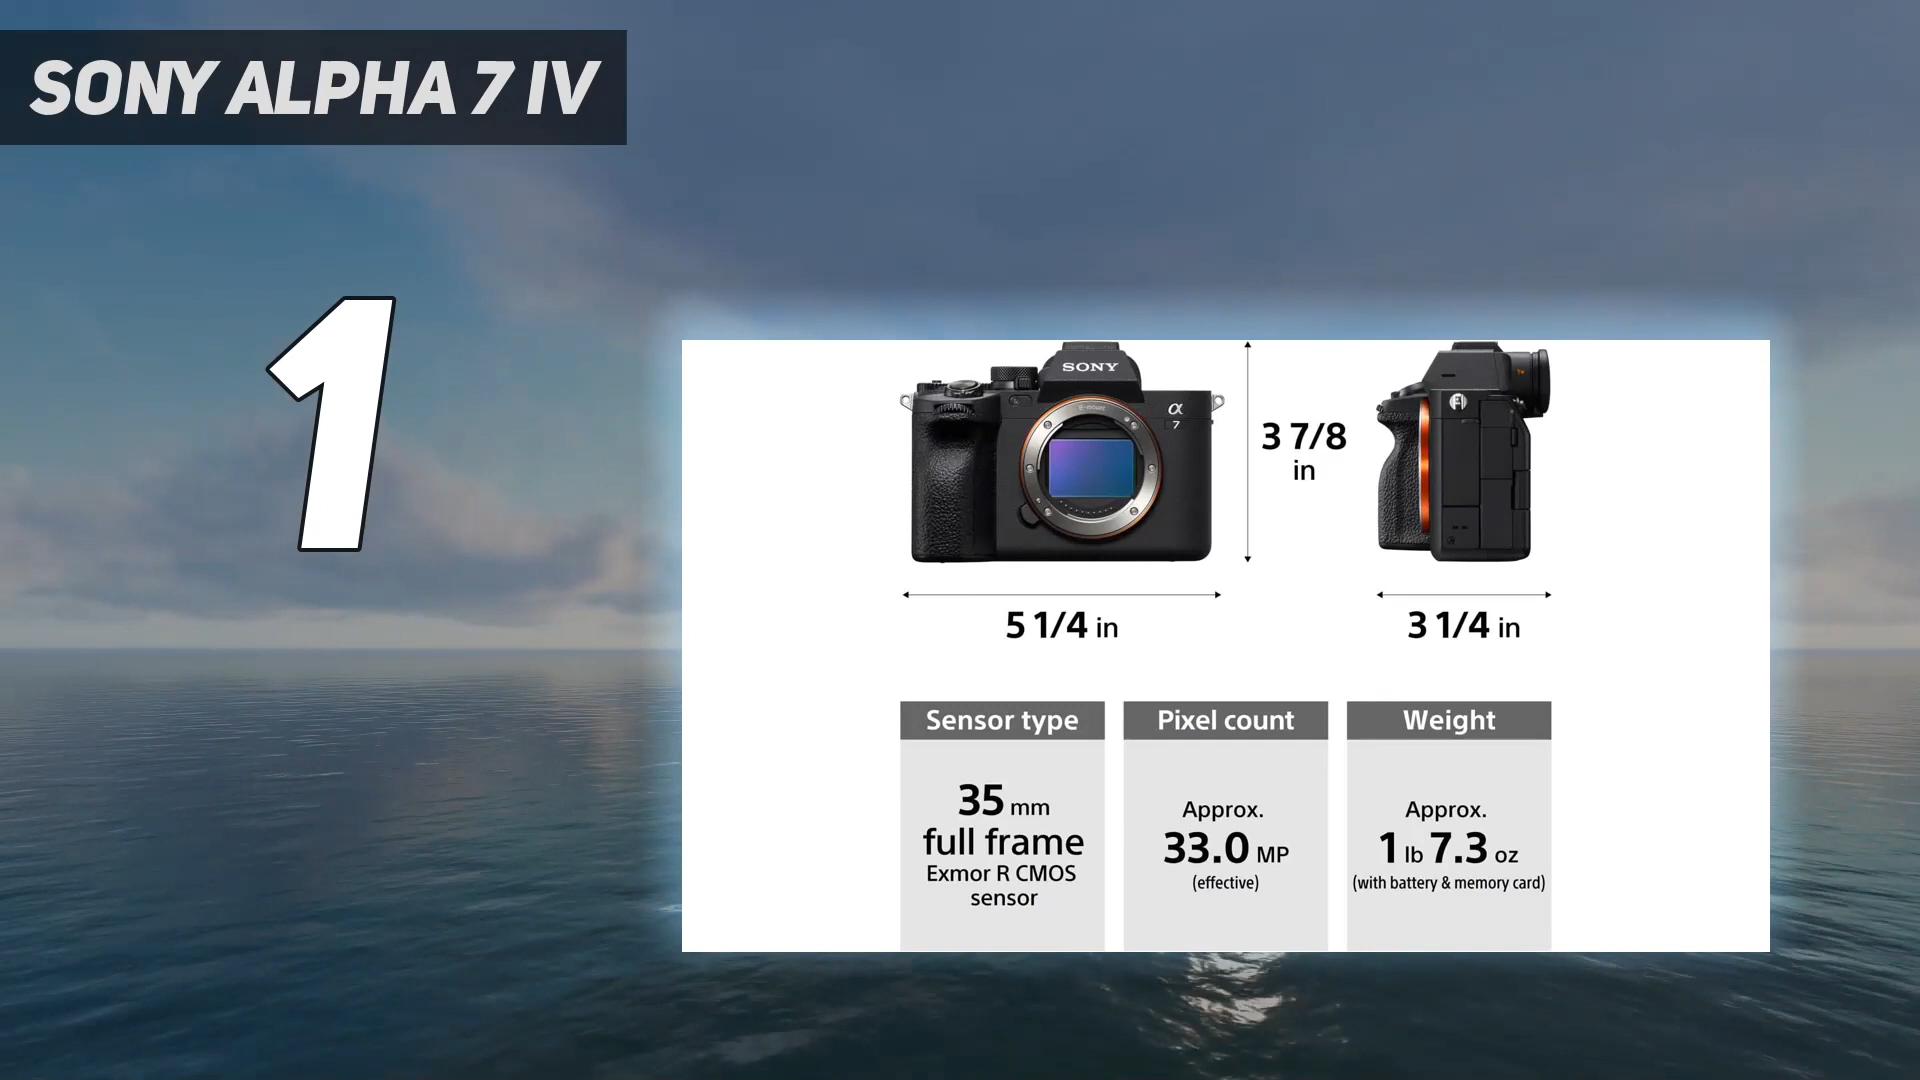 SONY ALPHA 7 IV
1
SONY
E-mount
α
7
3 7/8
in
5 1/4 in
3 1/4 in
Sensor type
35 mm
full frame
Exmor R CMOS
sensor
Pixel count
Approx.
33.0 MP
(effective)
Weight
Approx.
1 lb 7.3 oz
(with battery & memory card)